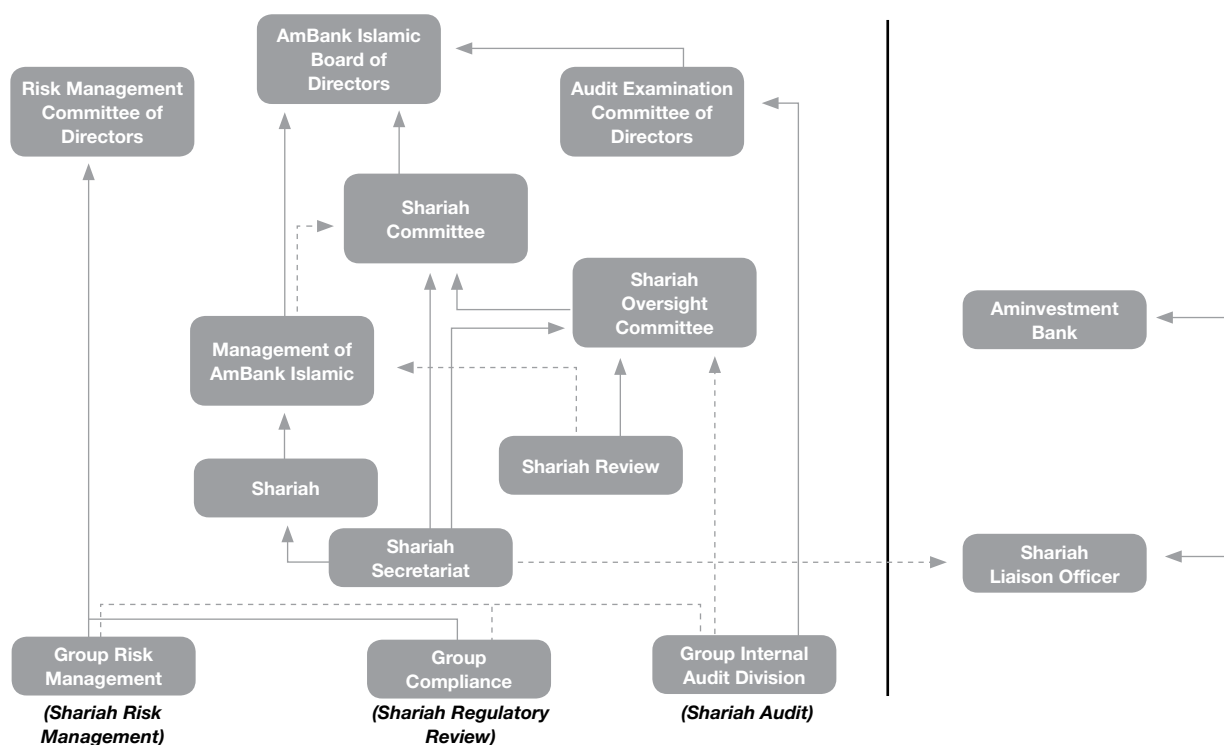 AmBank Islamic
Board of
Directors
Risk Management
Committee of
Directors
Audit Examination
Committee of
Directors
Shariah
Committee
Shariah
Oversight
Committee
Aminvestment
Bank
Management of
AmBank Islamic
Shariah Review
Shariah
Shariah
Secretariat
Shariah
Liaison Officer
Group Risk
Management
Group
Compliance
Group Internal
Audit Division
(Shariah Risk
Management)
(Shariah Regulatory
Review)
(Shariah Audit)